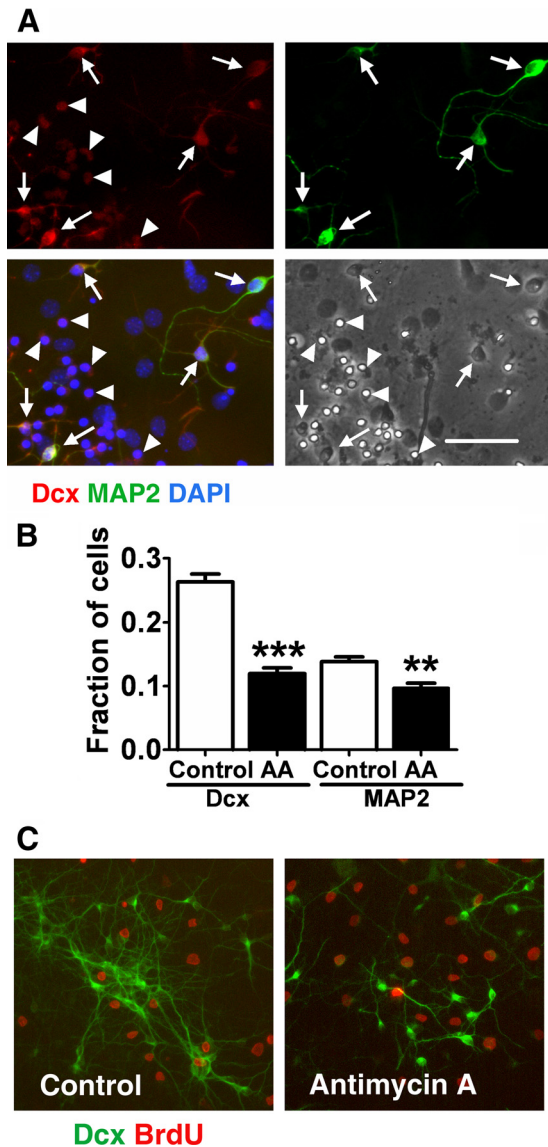 A
Dcx MAP2 DAPI
B
Fraction of cells
0.3
0.2
0.1
0.0
***
**
Control AA Control AA
Dcx MAP2
C
Control
Antimycin A
Dcx BrdU